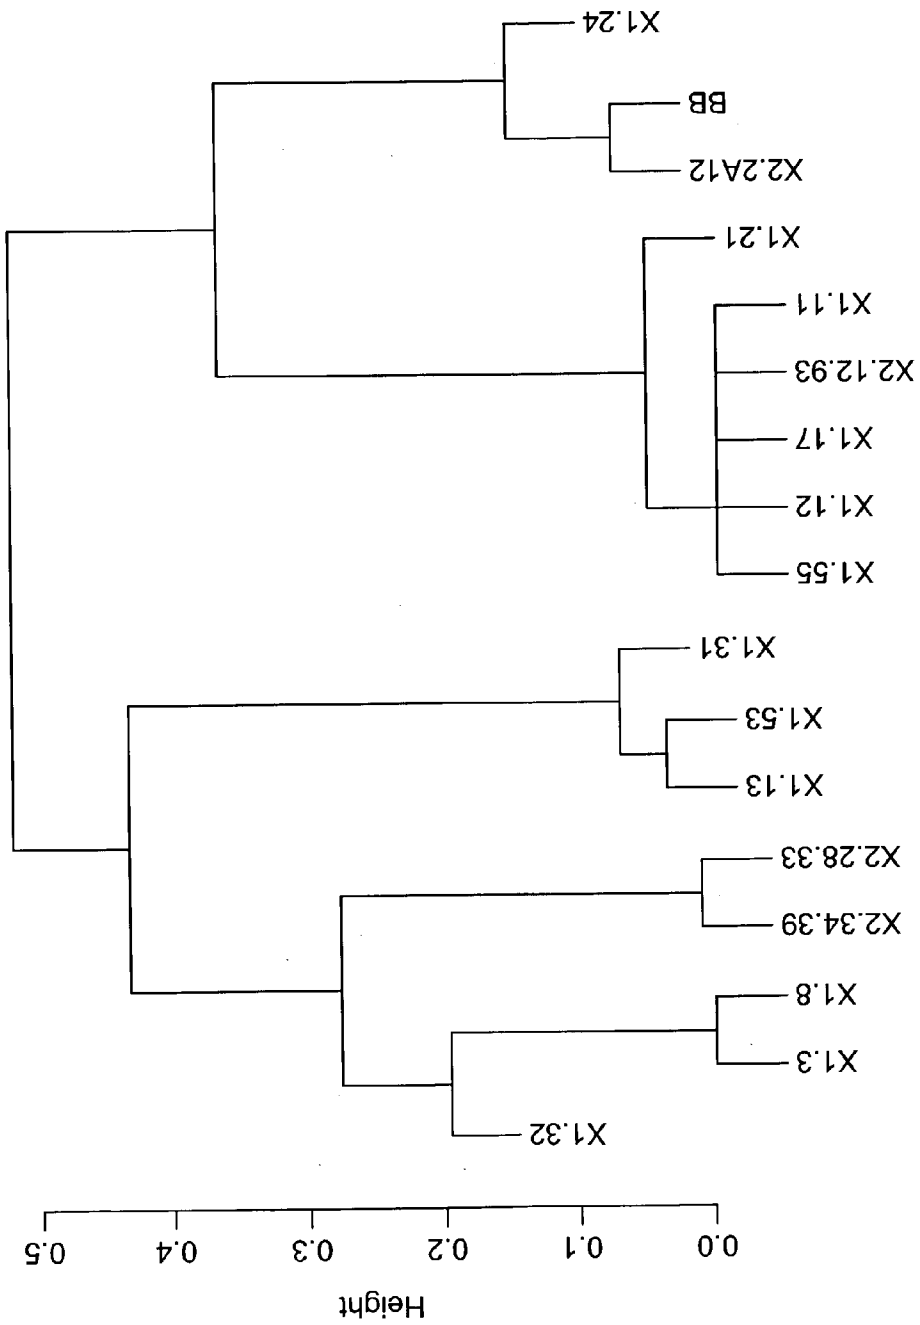 Height
0.0
0.1
0.2
0.3
0.4
0.5
X1.32
X1.3
X1.8
X2.34.39
X2.28.33
X1.13
X1.53
X1.31
X1.55
X1.12
X1.17
X2.12.93
X1.11
X1.21
X2.2A12
BB
X1.24